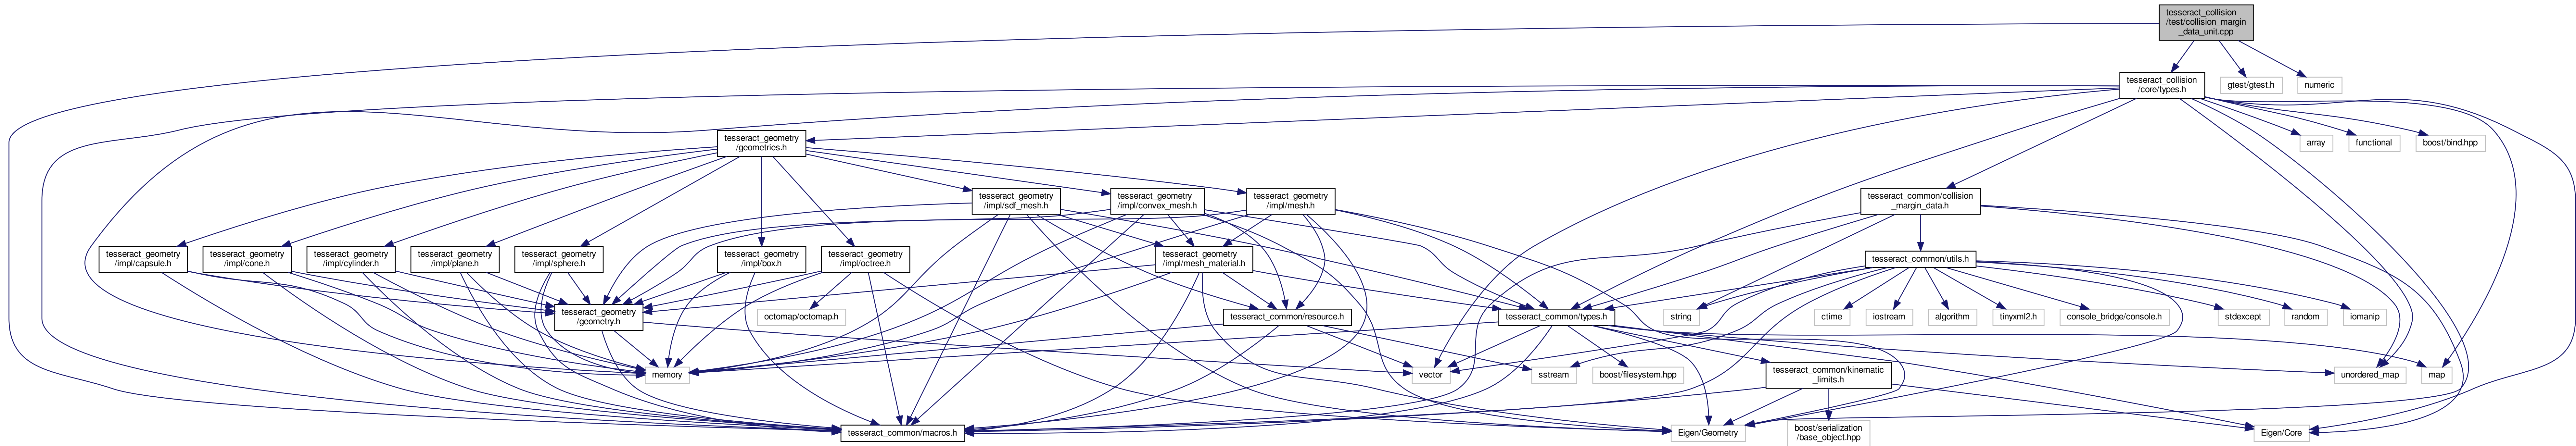 tesseract_collision
/test/collision_margin
_data_unit.cpp
tesseract_collision
/core/types.h
gtest/gtest.h
numeric
tesseract_geometry
/geometries.h
array
functional
boost/bind.hpp
tesseract_geometry
/impl/sdf_mesh.h
tesseract_geometry
/impl/convex_mesh.h
tesseract_geometry
/impl/mesh.h
tesseract_common/collision
_margin_data.h
tesseract_geometry
/impl/capsule.h
tesseract_geometry
/impl/cone.h
tesseract_geometry
/impl/cylinder.h
tesseract_geometry
/impl/plane.h
tesseract_geometry
/impl/sphere.h
tesseract_geometry
/impl/box.h
tesseract_geometry
/impl/octree.h
tesseract_geometry
/impl/mesh_material.h
tesseract_common/utils.h
tesseract_geometry
/geometry.h
octomap/octomap.h
tesseract_common/resource.h
tesseract_common/types.h
string
ctime
iostream
algorithm
tinyxml2.h
console_bridge/console.h
stdexcept
random
iomanip
memory
vector
sstream
boost/filesystem.hpp
tesseract_common/kinematic
_limits.h
unordered_map
map
tesseract_common/macros.h
Eigen/Geometry
boost/serialization
/base_object.hpp
Eigen/Core